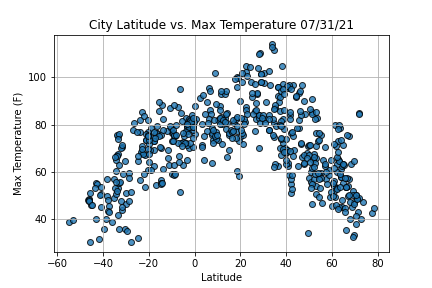 City Latitude vs. Max Temperature 07/31/21
100
80
60
40
Max Temperature (F)
−60 −40 −20 0 20 40 60 80
Latitude